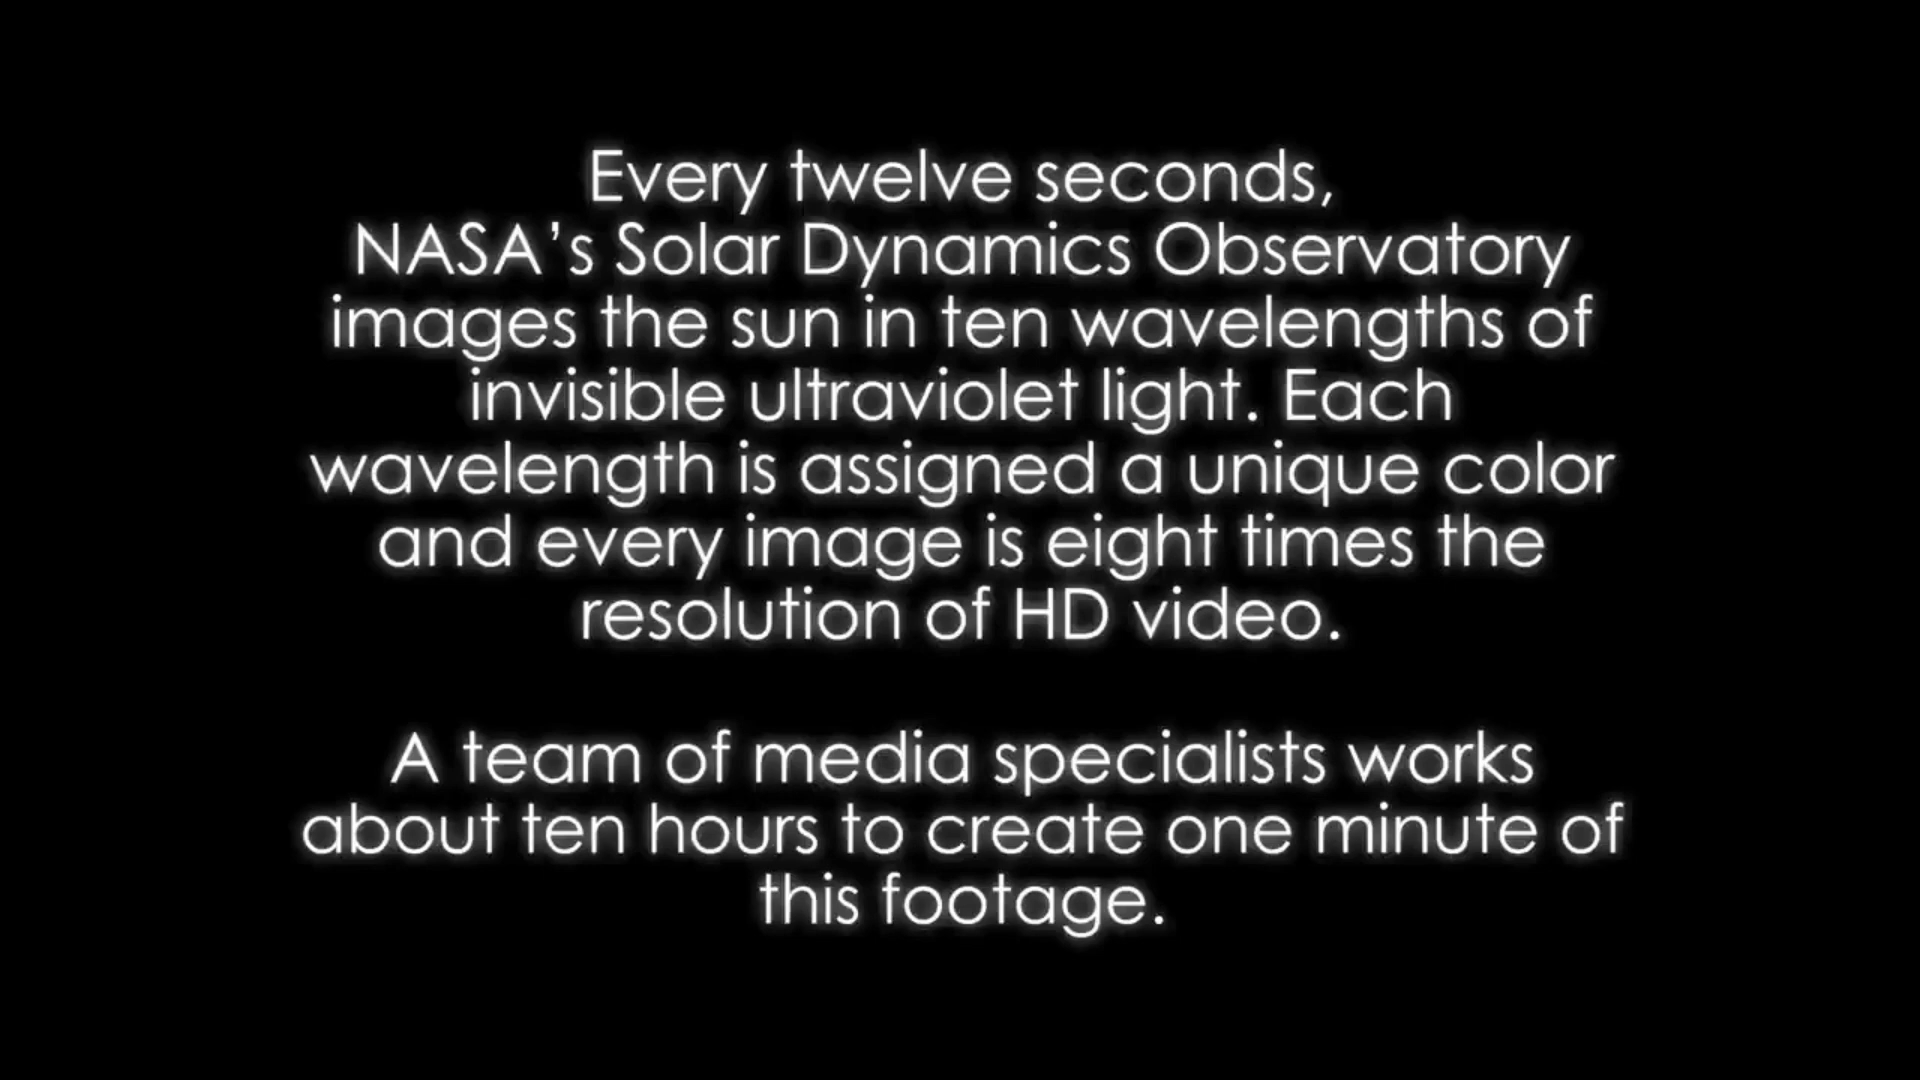 Every twelve seconds,
NASA’s Solar Dynamics Observatory
images the sun in ten wavelengths of
invisible ultraviolet light. Each
wavelength is assigned a unique color
and every image is eight times the
resolution of HD video.
A team of media specialists works
about ten hours to create one minute of
this footage.